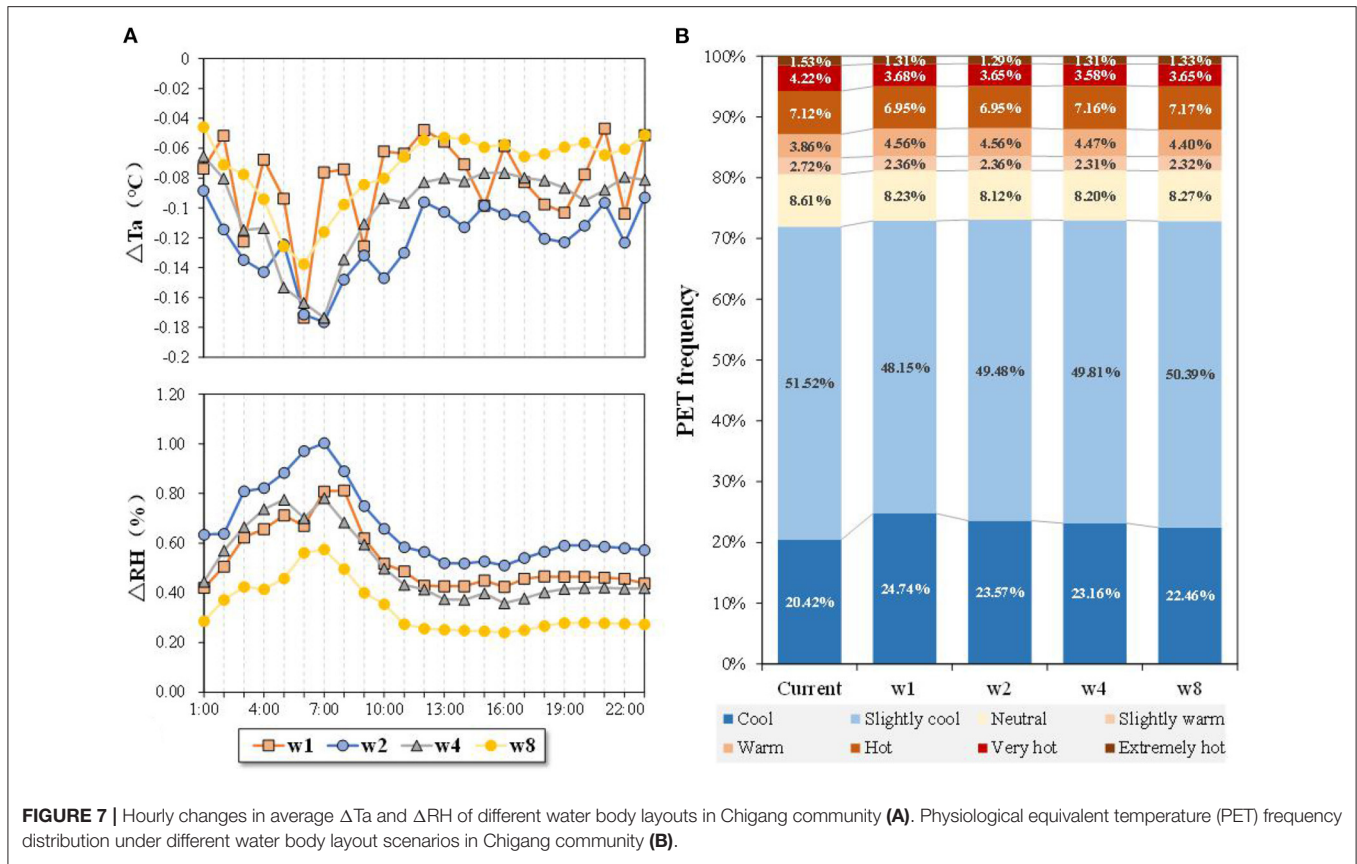 A
0
-0.02
-0.04
-0.06
-0.08
-0.1
-0.12
-0.14
-0.16
-0.18
-0.2
△Ta (°C)
1.20
1.00
0.80
0.60
0.40
0.20
0.00
△RH (%)
1:00 4:00 7:00 10:00 13:00 16:00 19:00 22:00
w1 w2 w4 w8
B
100%
90%
80%
70%
60%
50%
40%
30%
20%
10%
0%
PET frequency
1.53% 1.31% 1.29% 1.31% 1.33%
4.22% 3.68% 3.65% 3.58% 3.65%
7.12% 6.95% 6.95% 7.16% 7.17%
3.86% 4.56% 4.56% 4.47% 4.40%
2.72% 2.36% 2.36% 2.31% 2.32%
8.61% 8.23% 8.12% 8.20% 8.27%
51.52% 48.15% 49.48% 49.81% 50.39%
20.42% 24.74% 23.57% 23.16% 22.46%
Current w1 w2 w4 w8
Cool Slightly cool Neutral Slightly warm
Warm Hot Very hot Extremely hot
FIGURE 7 | Hourly changes in average △Ta and △RH of different water body layouts in Chigang community (A). Physiological equivalent temperature (PET) frequency
distribution under different water body layout scenarios in Chigang community (B).